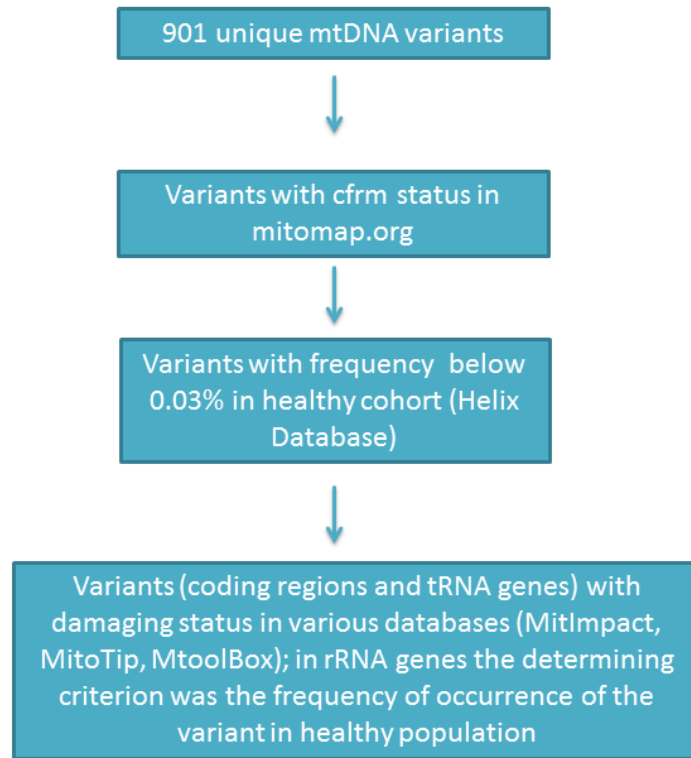 901 unique mtDNA variants
Variants with cfrm status in
mitomap.org
Variants with frequency below
0.03% in healthy cohort (Helix
Database)
Variants (coding regions and tRNA genes) with
damaging status in various databases (MitImpact,
MitoTip, MtoolBox); in rRNA genes the determining
criterion was the frequency of occurrence of the
variant in healthy population